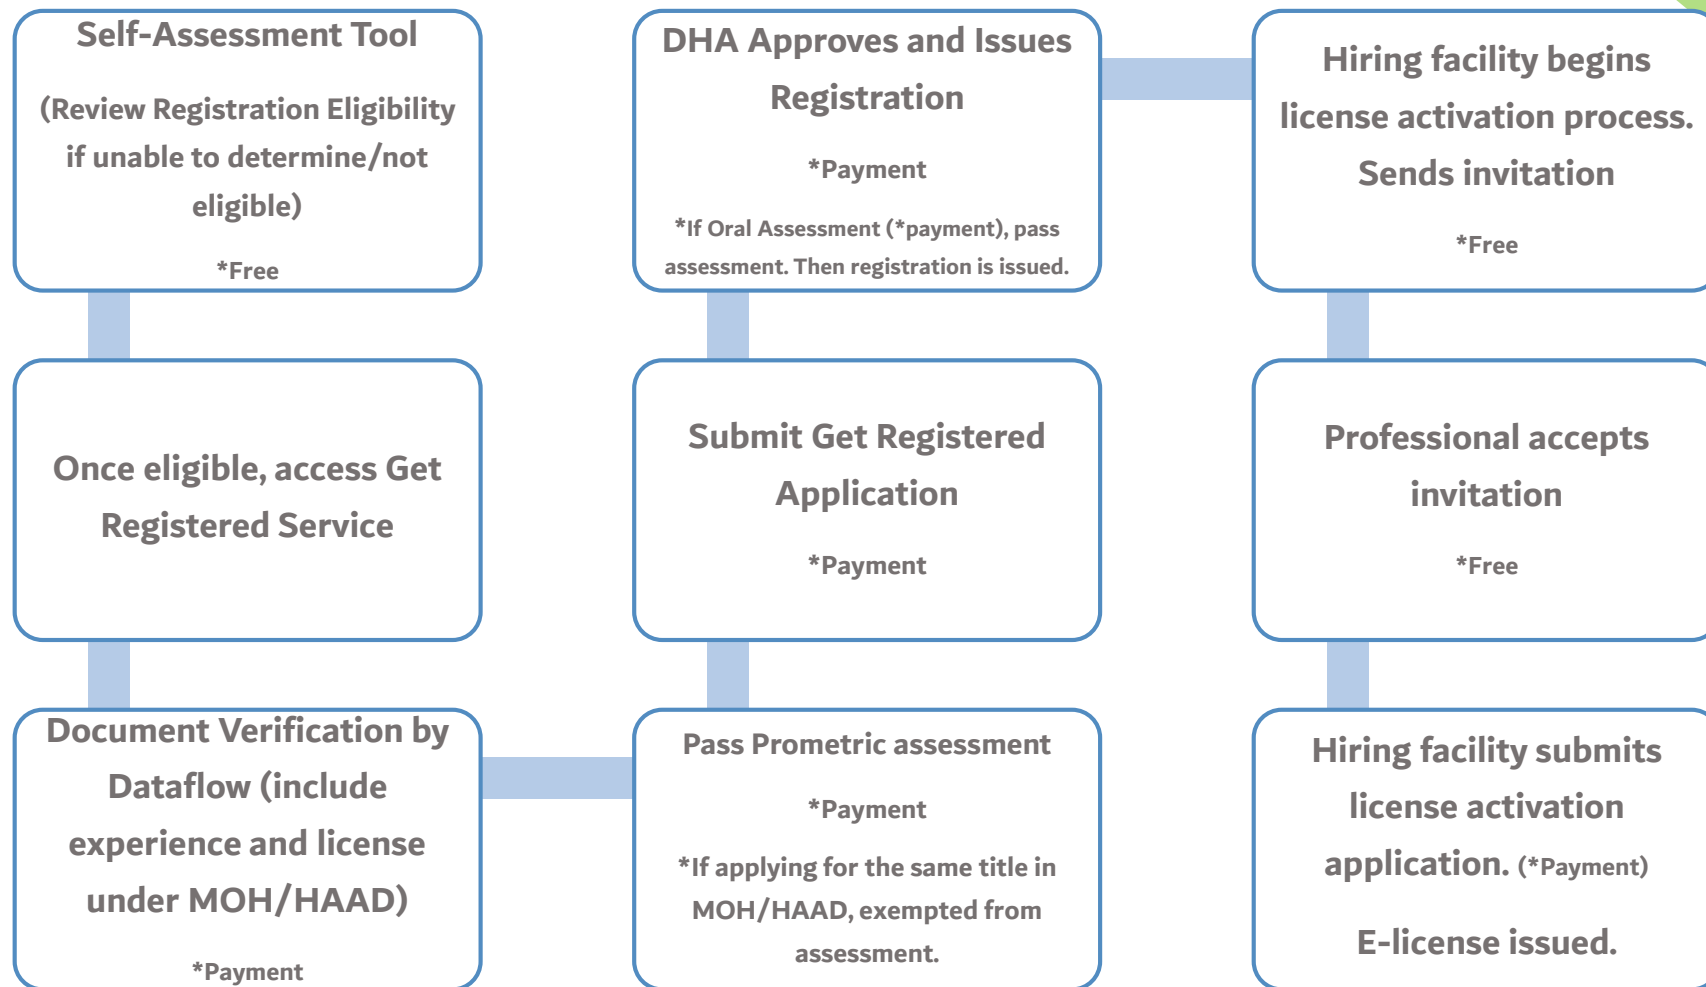 Self-Assessment Tool
(Review Registration Eligibility
if unable to determine/not
eligible)
*Free
Once eligible, access Get
Registered Service
Document Verification by
Dataflow (include
experience and license
under MOH/HAAD)
*Payment
Pass Prometric assessment
*Payment
*If applying for the same title in
MOH/HAAD, exempted from
assessment.
Submit Get Registered
Application
*Payment
DHA Approves and Issues
Registration
*Payment
*If Oral Assessment (*payment), pass
assessment. Then registration is issued.
Hiring facility begins
license activation process.
Sends invitation
*Free
Professional accepts
invitation
*Free
Hiring facility submits
license activation
application. (*Payment)
E-license issued.